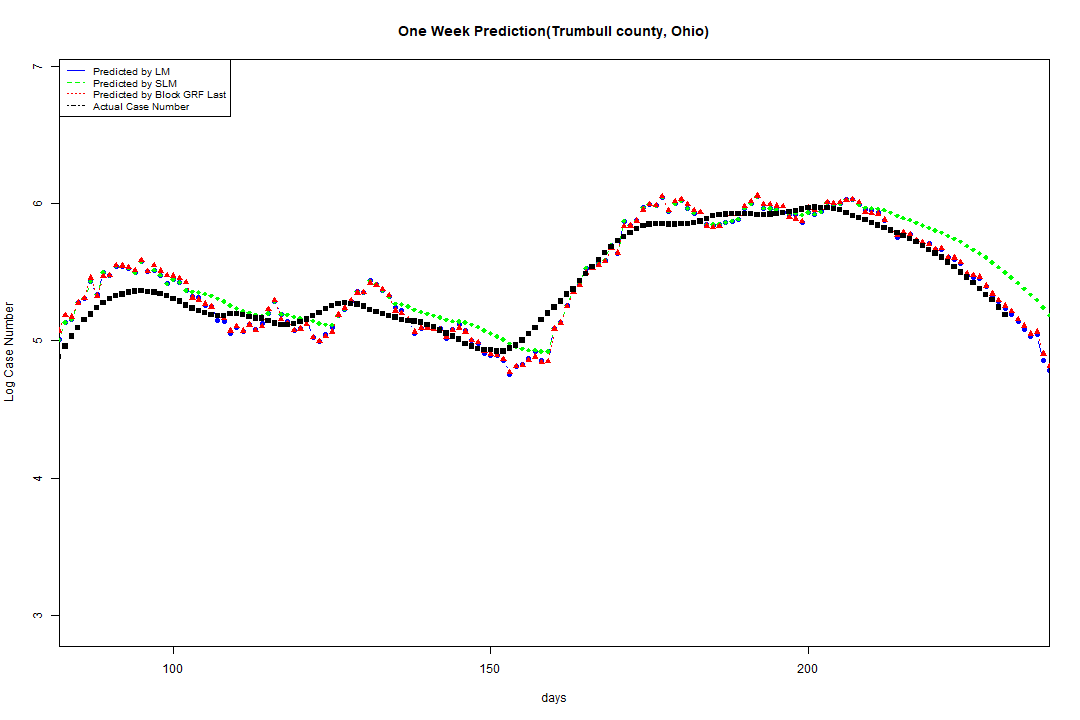 One Week Prediction(Trumbull county, Ohio)
7
Predicted by LM
Predicted by SLM
Predicted by Block GRF Last
Actual Case Number
6
5
4
3
Log Case Number
100
150
200
days